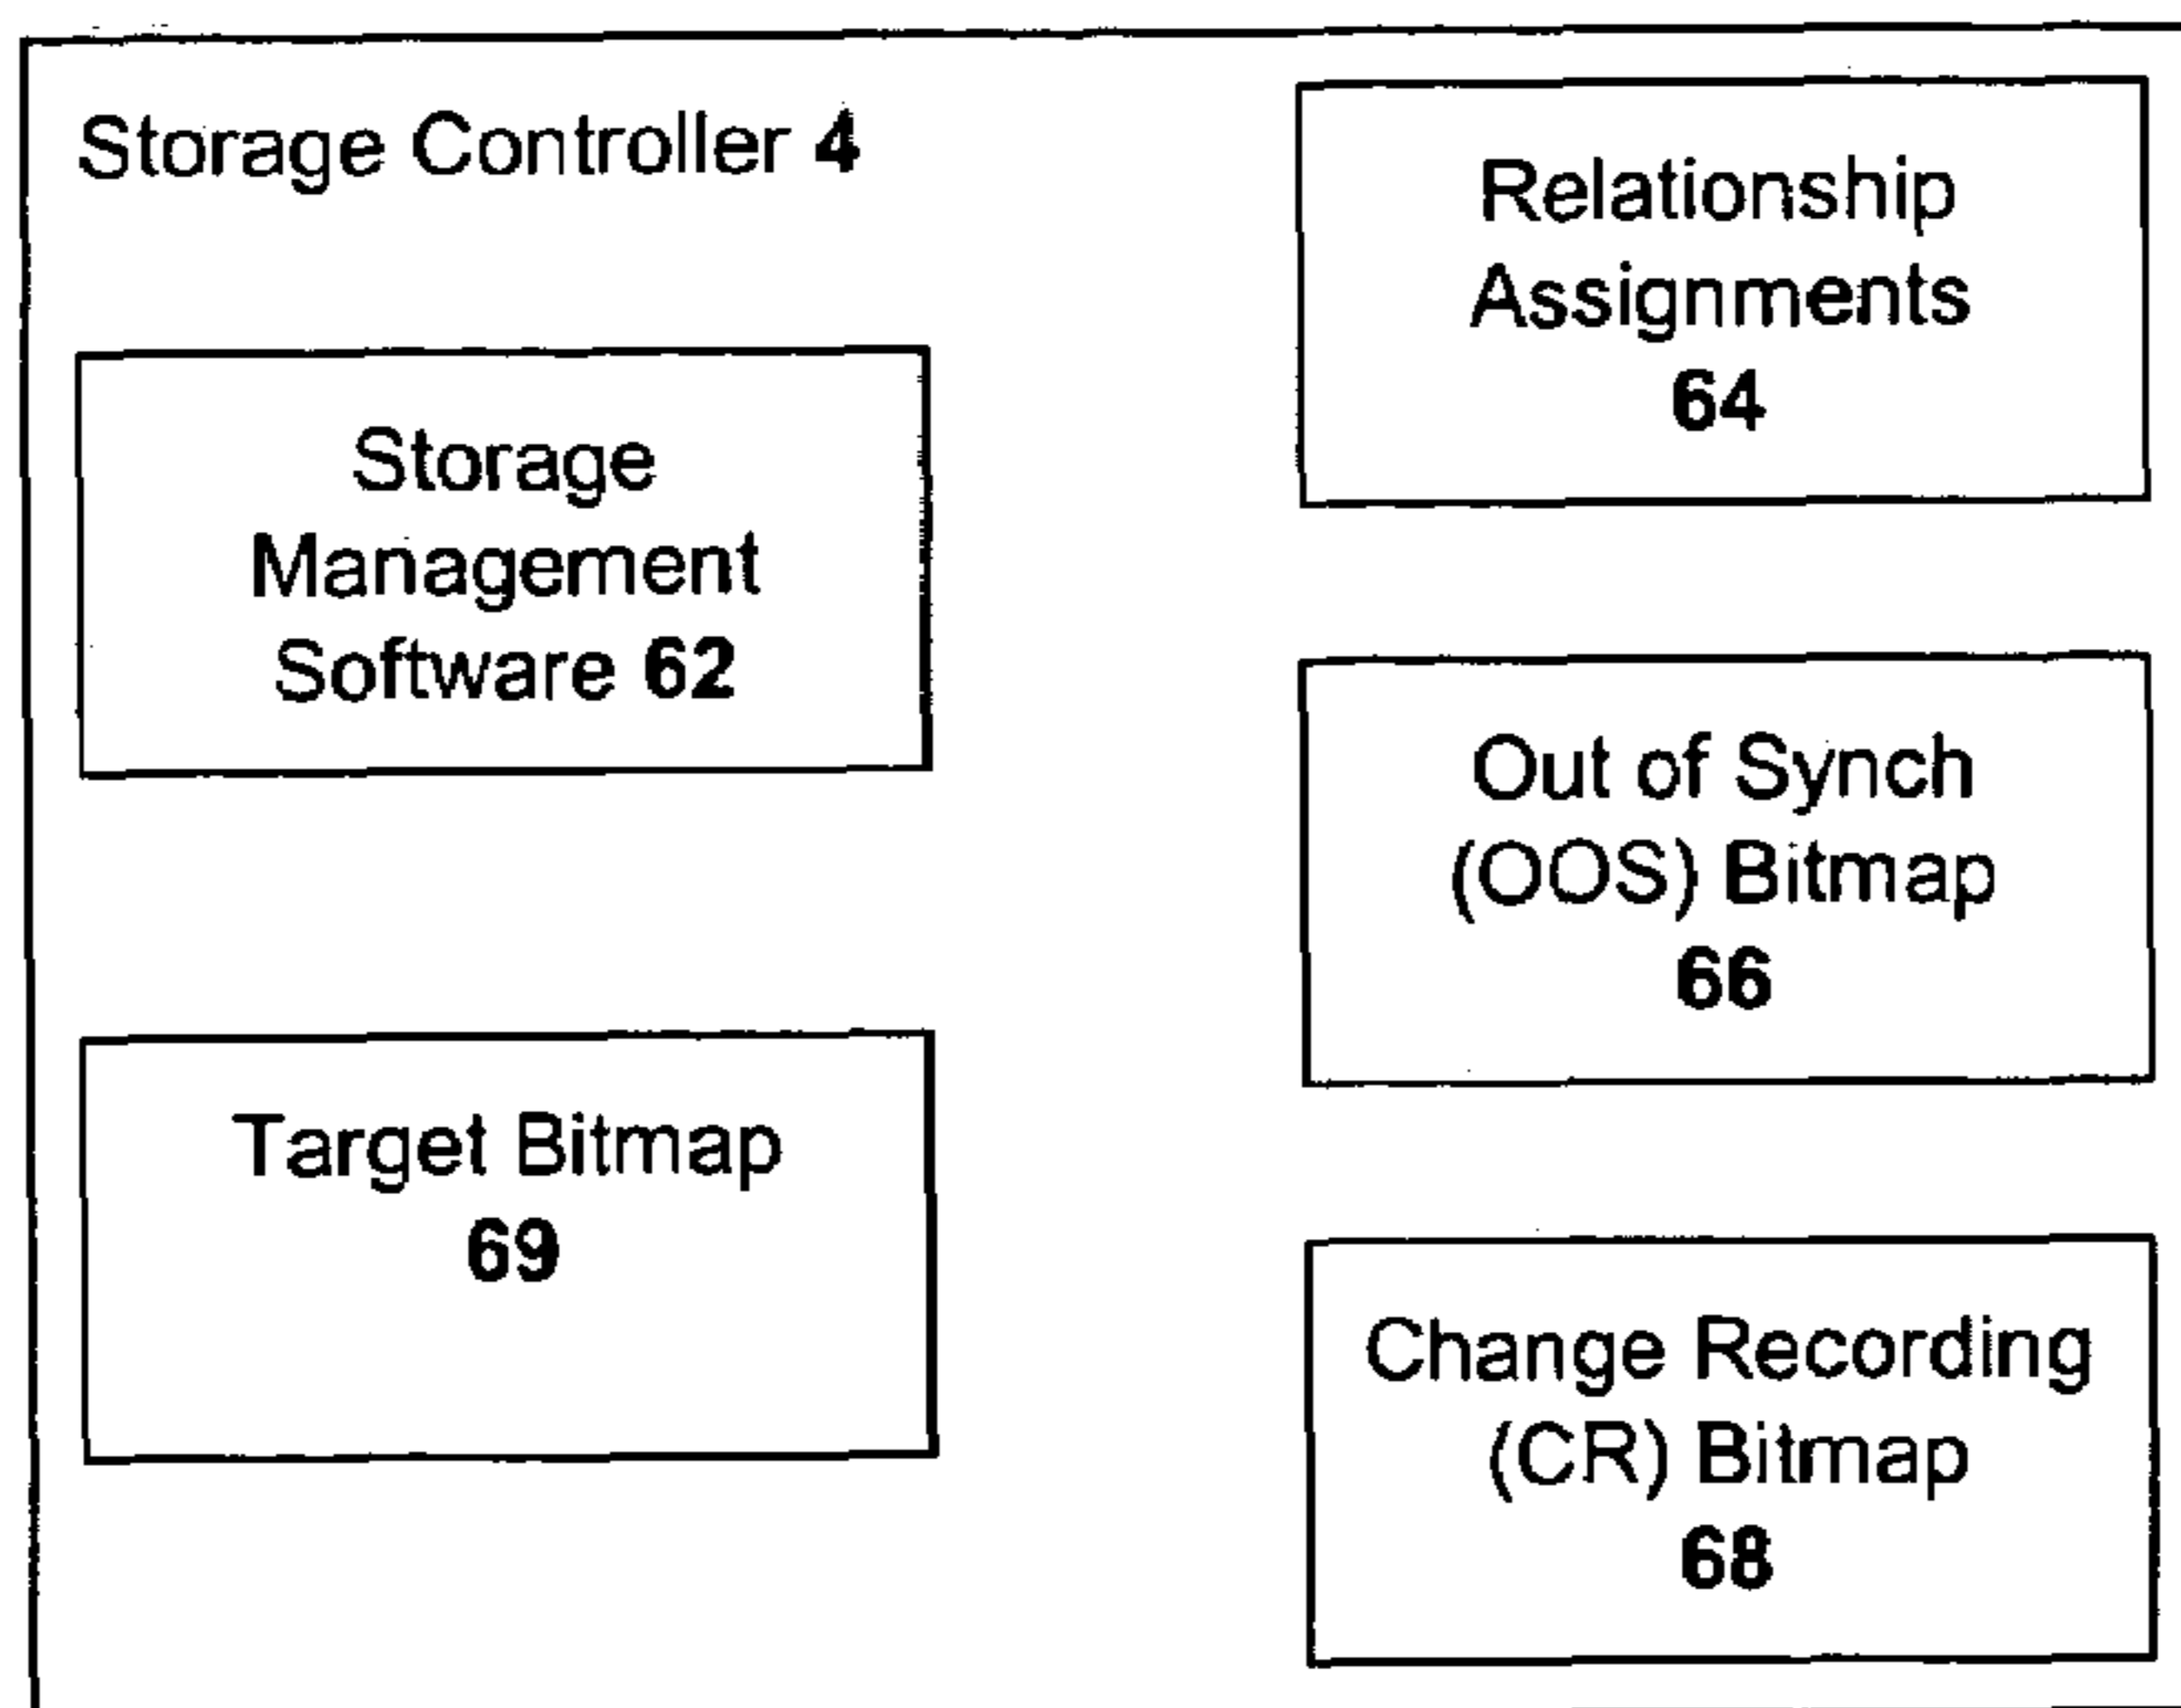 Storage Controller 4
Storage
Management
Software 62
Target Bitmap
69
Relationship
Assignments
64
Out of Synch
(OOS) Bitmap
66
Change Recording
(CR) Bitmap
68